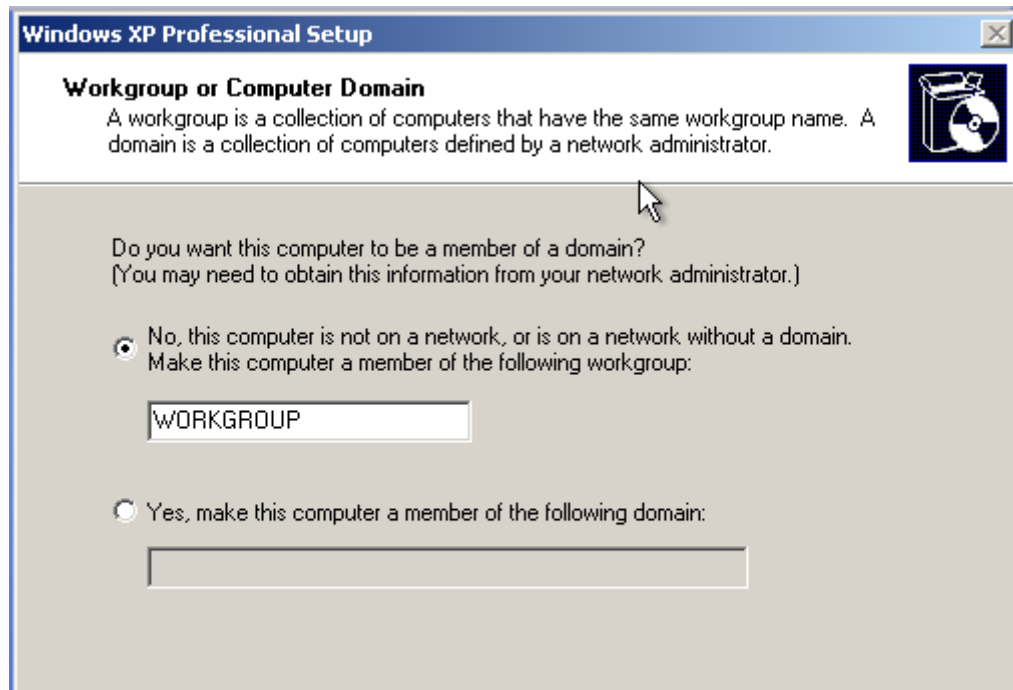 Windows XP Professional Setup
Workgroup or Computer Domain
A workgroup is a collection of computers that have the same workgroup name. A
domain is a collection of computers defined by a network administrator.
Do you want this computer to be a member of a domain?
(You may need to obtain this information from your network administrator.)
No, this computer is not on a network, or is on a network without a domain.
Make this computer a member of the following workgroup:
WORKGROUP
Yes, make this computer a member of the following domain: